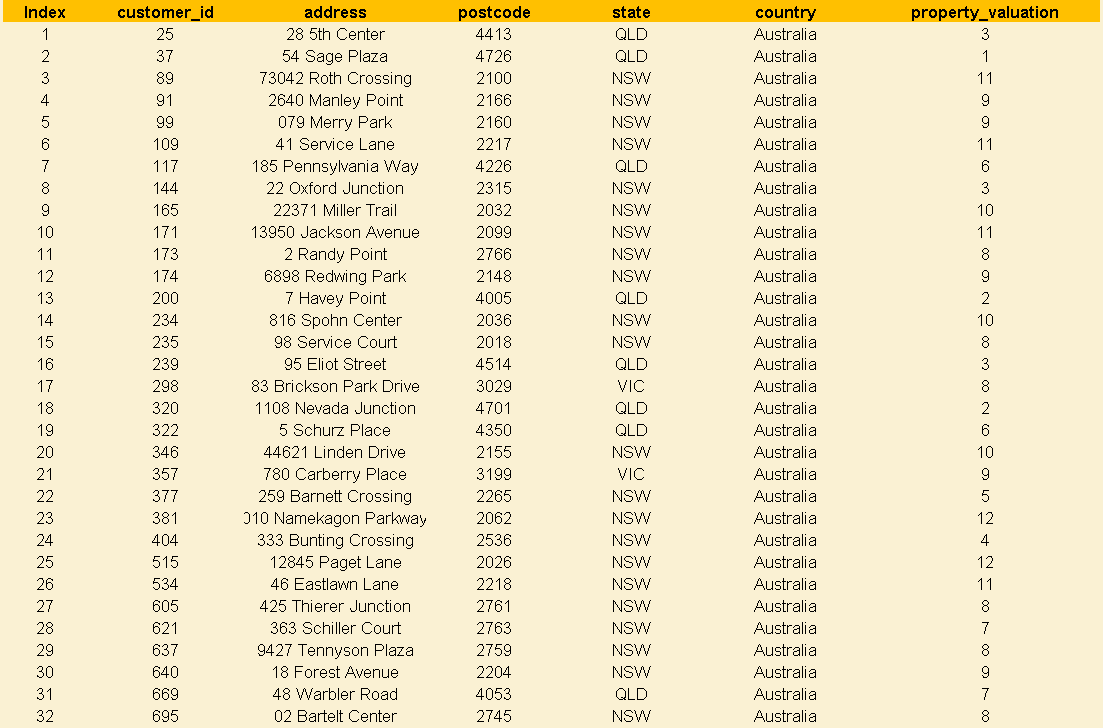 Index customer_id address postcode state country property_valuation
1 25 28 5th Center 4413 QLD Australia 3
2 37 54 Sage Plaza 4726 QLD Australia 1
3 89 73042 Roth Crossing 2100 NSW Australia 11
4 91 2640 Manley Point 2166 NSW Australia 9
5 99 079 Merry Park 2160 NSW Australia 9
6 109 41 Service Lane 2217 NSW Australia 11
7 117 185 Pennsylvania Way 4226 QLD Australia 6
8 144 22 Oxford Junction 2315 NSW Australia 3
9 165 22371 Miller Trail 2032 NSW Australia 10
10 171 13950 Jackson Avenue 2099 NSW Australia 11
11 173 2 Randy Point 2766 NSW Australia 8
12 174 6898 Redwing Park 2148 NSW Australia 9
13 200 7 Havey Point 4005 QLD Australia 2
14 234 816 Spohn Center 2036 NSW Australia 10
15 235 98 Service Court 2018 NSW Australia 8
16 239 95 Eliot Street 4514 QLD Australia 3
17 298 83 Brickson Park Drive 3029 VIC Australia 8
18 320 1108 Nevada Junction 4701 QLD Australia 2
19 322 5 Schurz Place 4350 QLD Australia 6
20 346 44621 Linden Drive 2155 NSW Australia 10
21 357 780 Carberry Place 3199 VIC Australia 9
22 377 259 Barnett Crossing 2265 NSW Australia 5
23 381 Namekagon Parkway 2062 NSW Australia 12
24 404 333 Bunting Crossing 2536 NSW Australia 4
25 515 12845 Paget Lane 2026 NSW Australia 12
26 534 46 Eastlawn Lane 2218 NSW Australia 11
27 605 425 Thierer Junction 2761 NSW Australia 8
28 621 363 Schiller Court 2763 NSW Australia 7
29 637 9427 Tennyson Plaza 2759 NSW Australia 8
30 640 18 Forest Avenue 2204 NSW Australia 9
31 669 48 Warbler Road 4053 QLD Australia 7
32 695 02 Bartelt Center 2745 NSW Australia 8